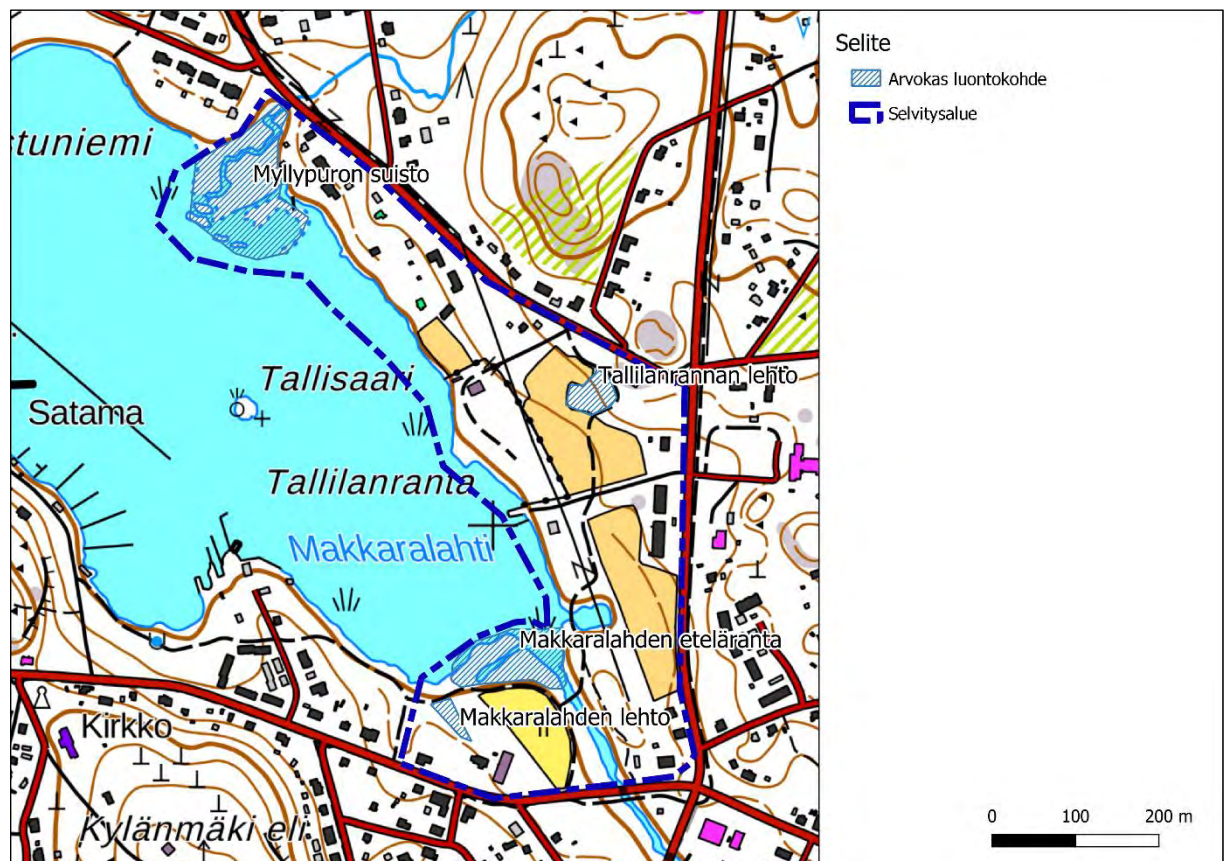 Selite
Arvokas luontokohde
Selvitysalue
stuniemi
Myllypuron suisto
Tallisaari
Tallilanrannan lehto
Satama
Tallilanranta
Makkaralahti
Makkaralahden eteläranta
Makkaralahden lehto
Kirkko
Kylänmäki eli
0 100 200 m